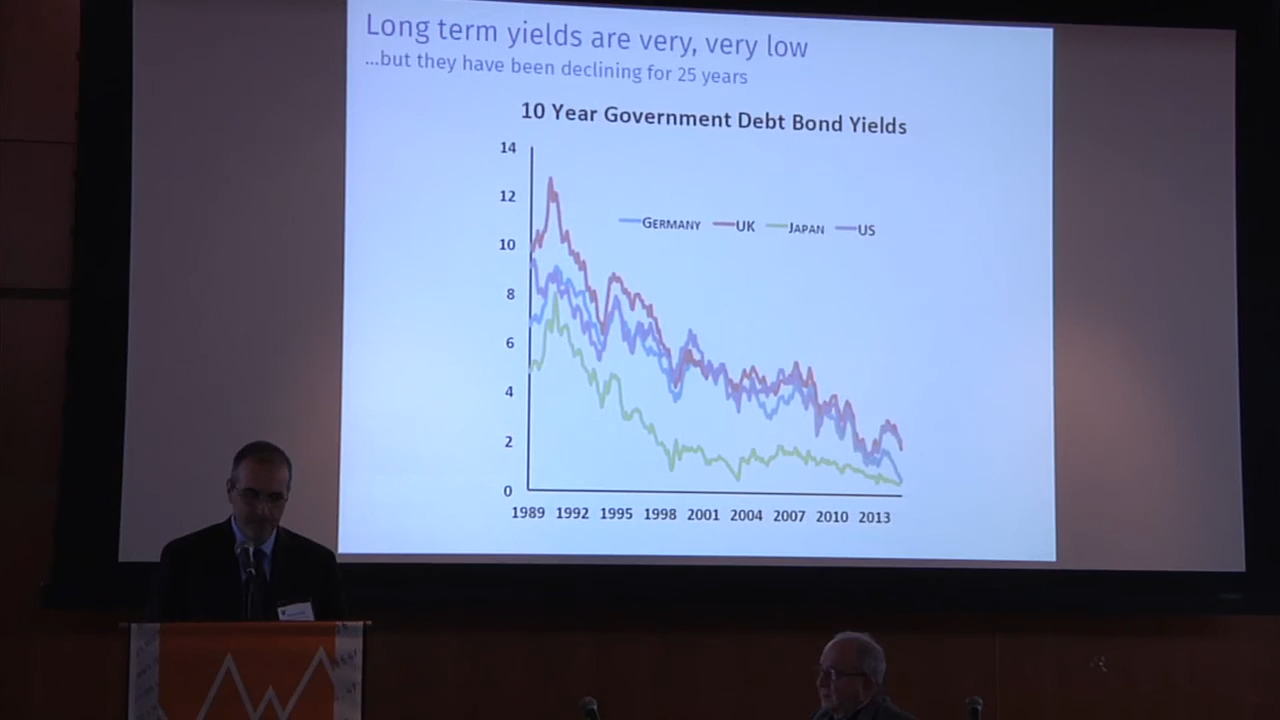 Long term yields are very, very low
...but they have been declining for 25 years
10 Year Government Debt Bond Yields
14
12
10
8
6
4
2
0
GERMANY UK JAPAN US
1989 1992 1995 1998 2001 2004 2007 2010 2013